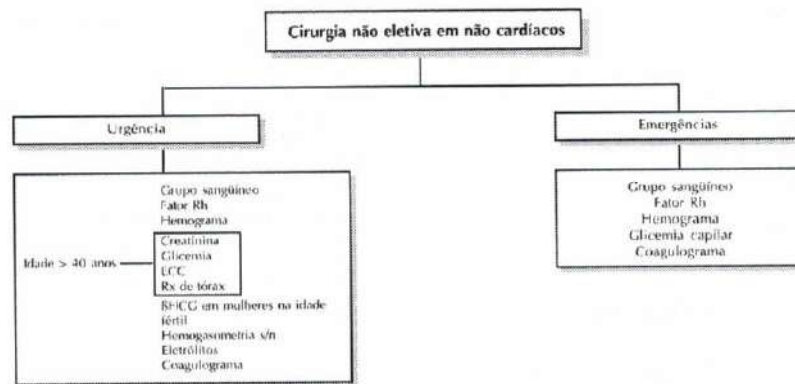 Cirurgia não eletiva em não cardíacos
Urgência
Emergências
Grupo sangüíneo
Fator Rh
Hemograma
Idade > 40 anos
Creatinina
Glicemia
ECG
Rx de tórax
BHCG em mulheres na idade
fértil
Hemogasometria s/n
Eletrólitos
Coagulograma
Grupo sangüíneo
Fator Rh
Hemograma
Glicemia capilar
Coagulograma